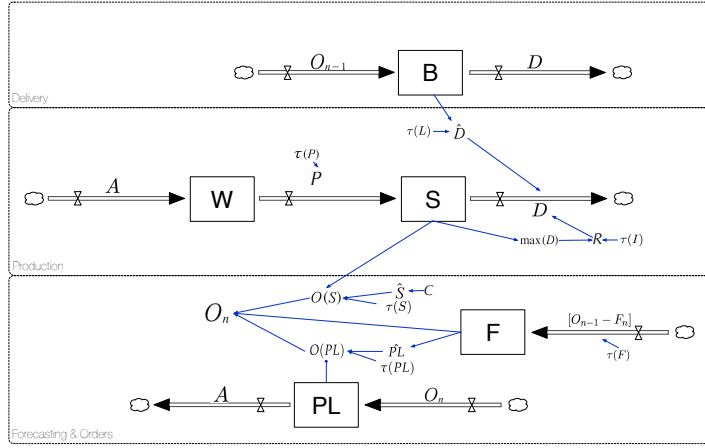 O_{n-1} B D
Delivery
τ(L) D̂
τ(P)
A W P S D
max(D) R τ(I)
Production
O(S) Ŝ C
τ(S)
O_n F [O_{n-1} − F_n]
O(PL) P̂L τ(F)
τ(PL)
A PL O_n
Forecasting & Orders